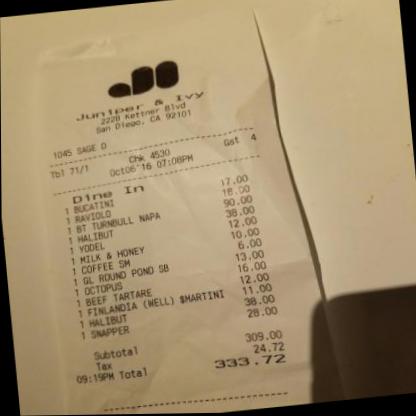 Juniper & Ivy
2228 Kettner Blvd
San Diego, CA 92101
1045 SAGE D
Tbl 71/1 Chk 4530 Gst 4
Oct06'16 07:08PM
Dine In
1 BUCATINI 17.00
1 RAVIOLO 18.00
1 BT TURNBULL NAPA 90.00
1 HALIBUT 38.00
1 YODEL 12.00
1 MILK & HONEY 10.00
1 COFFEE SM 6.00
1 GL ROUND POND SB 13.00
1 OCTOPUS 16.00
1 BEEF TARTARE 12.00
1 FINLANDIA (WELL) $MARTINI 11.00
1 HALIBUT 38.00
1 SNAPPER 28.00
Subtotal 309.00
Tax 24.72
09:19PM Total 333.72